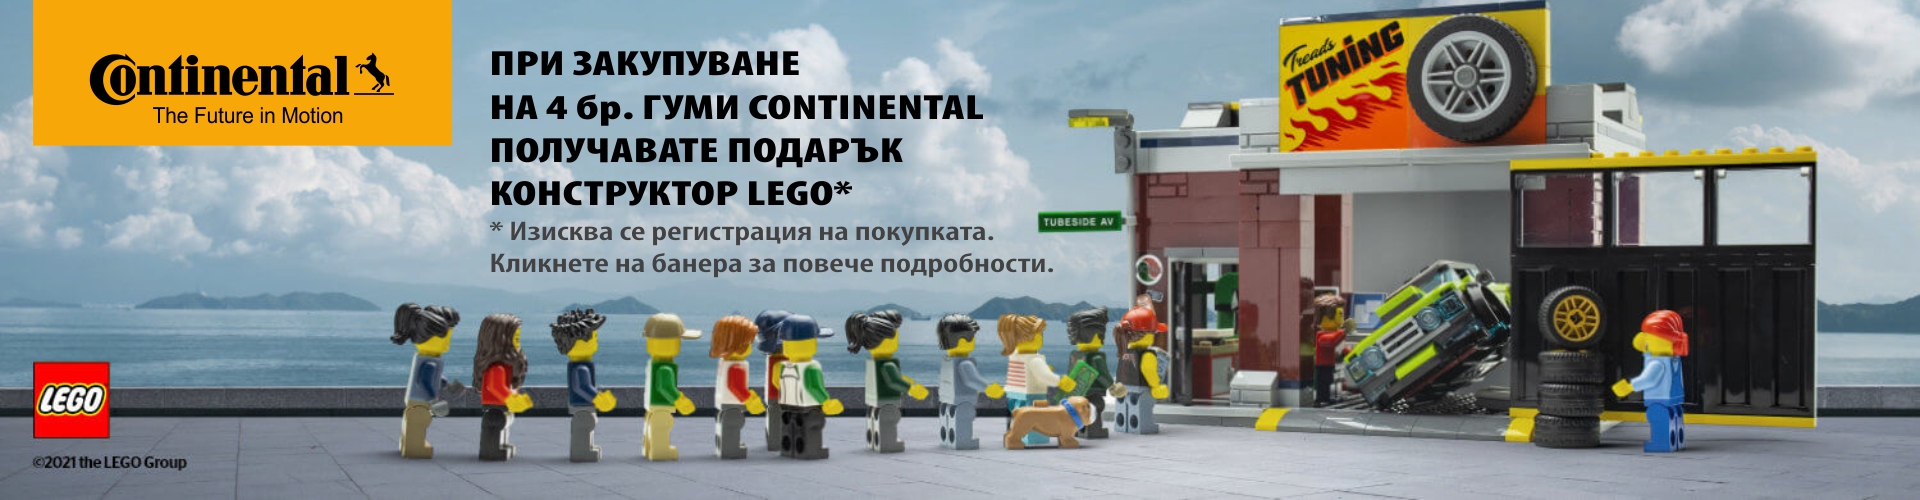 Continental
The Future in Motion
ПРИ ЗАКУПУВАНЕ
НА 4 бр. ГУМИ CONTINENTAL
ПОЛУЧАВАТЕ ПОДАРЪК
КОНСТРУКТОР LEGO*
* Изисква се регистрация на покупката.
Кликнете на банера за повече подробности.
Treads
TUNING
TUBESIDE AV
LEGO
©2021 the LEGO Group